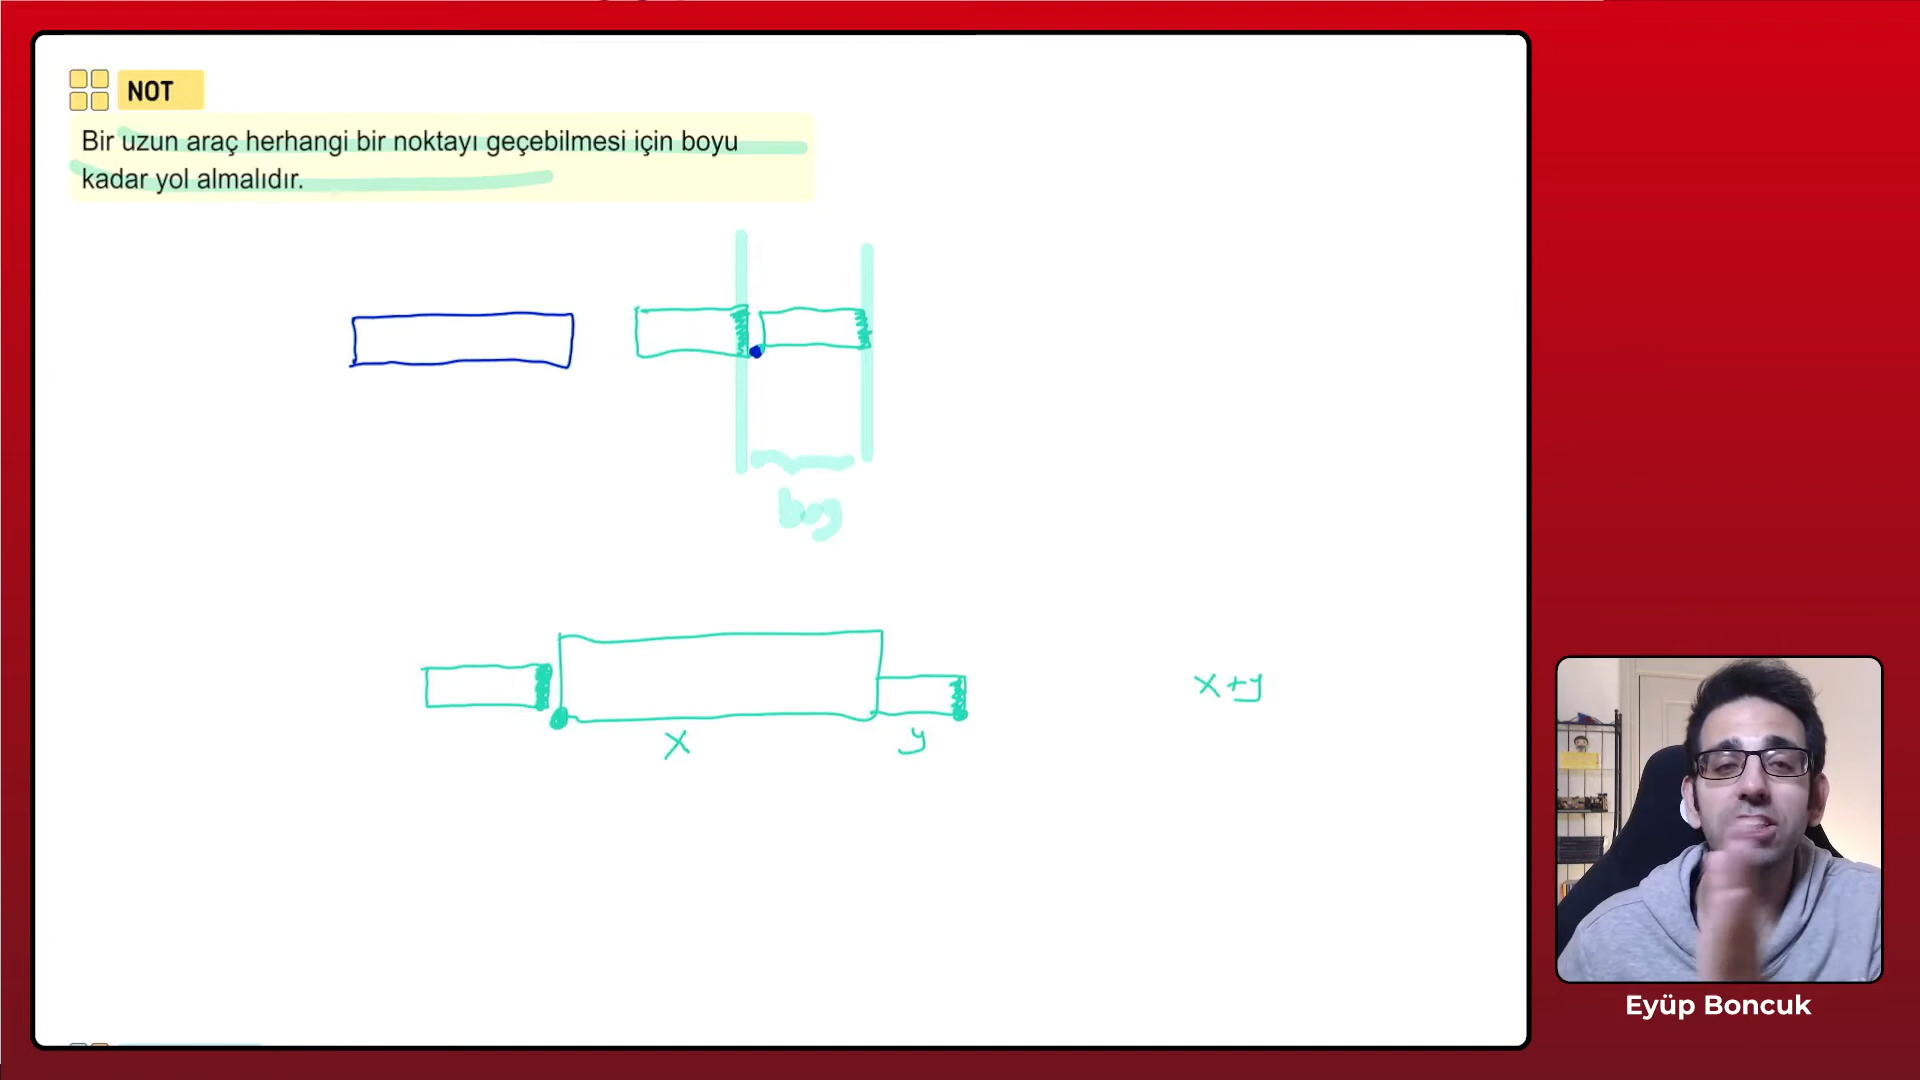 NOT
Bir uzun araç herhangi bir noktayı geçebilmesi için boyu
kadar yol almalıdır.
boy
x+y
x
y
Eyüp Boncuk